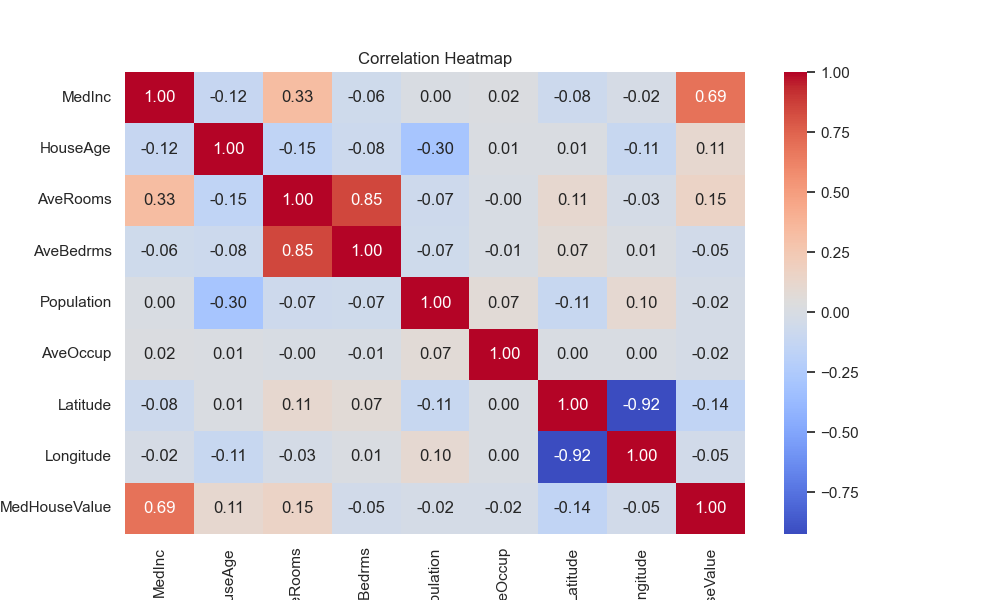 Correlation Heatmap
MedInc 1.00 -0.12 0.33 -0.06 0.00 0.02 -0.08 -0.02 0.69
HouseAge -0.12 1.00 -0.15 -0.08 -0.30 0.01 0.01 -0.11 0.11
AveRooms 0.33 -0.15 1.00 0.85 -0.07 -0.00 0.11 -0.03 0.15
AveBedrms -0.06 -0.08 0.85 1.00 -0.07 -0.01 0.07 0.01 -0.05
Population 0.00 -0.30 -0.07 -0.07 1.00 0.07 -0.11 0.10 -0.02
AveOccup 0.02 0.01 -0.00 -0.01 0.07 1.00 0.00 0.00 -0.02
Latitude -0.08 0.01 0.11 0.07 -0.11 0.00 1.00 -0.92 -0.14
Longitude -0.02 -0.11 -0.03 0.01 0.10 0.00 -0.92 1.00 -0.05
MedHouseValue 0.69 0.11 0.15 -0.05 -0.02 -0.02 -0.14 -0.05 1.00
MedInc
useAge
eRooms
Bedrms
pulation
eOccup
Latitude
ngitude
seValue
1.00
0.75
0.50
0.25
0.00
−0.25
−0.50
−0.75